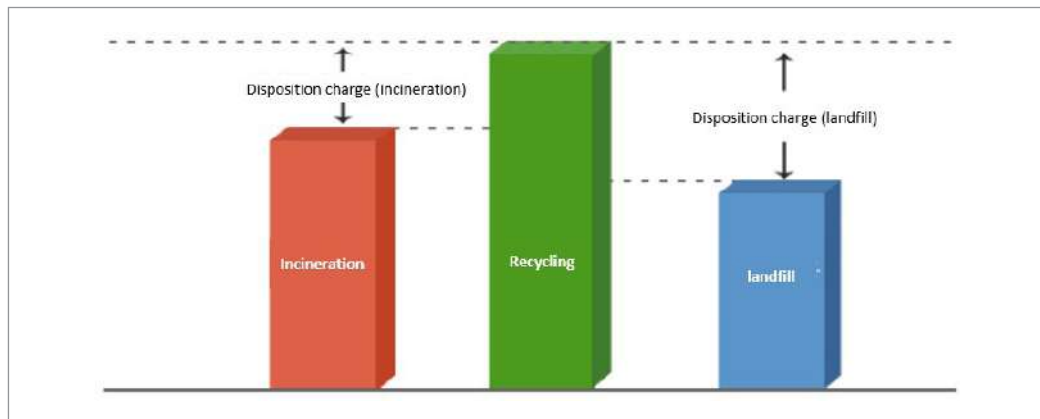 Disposition charge (incineration)
Disposition charge (landfill)
Incineration
Recycling
landfill